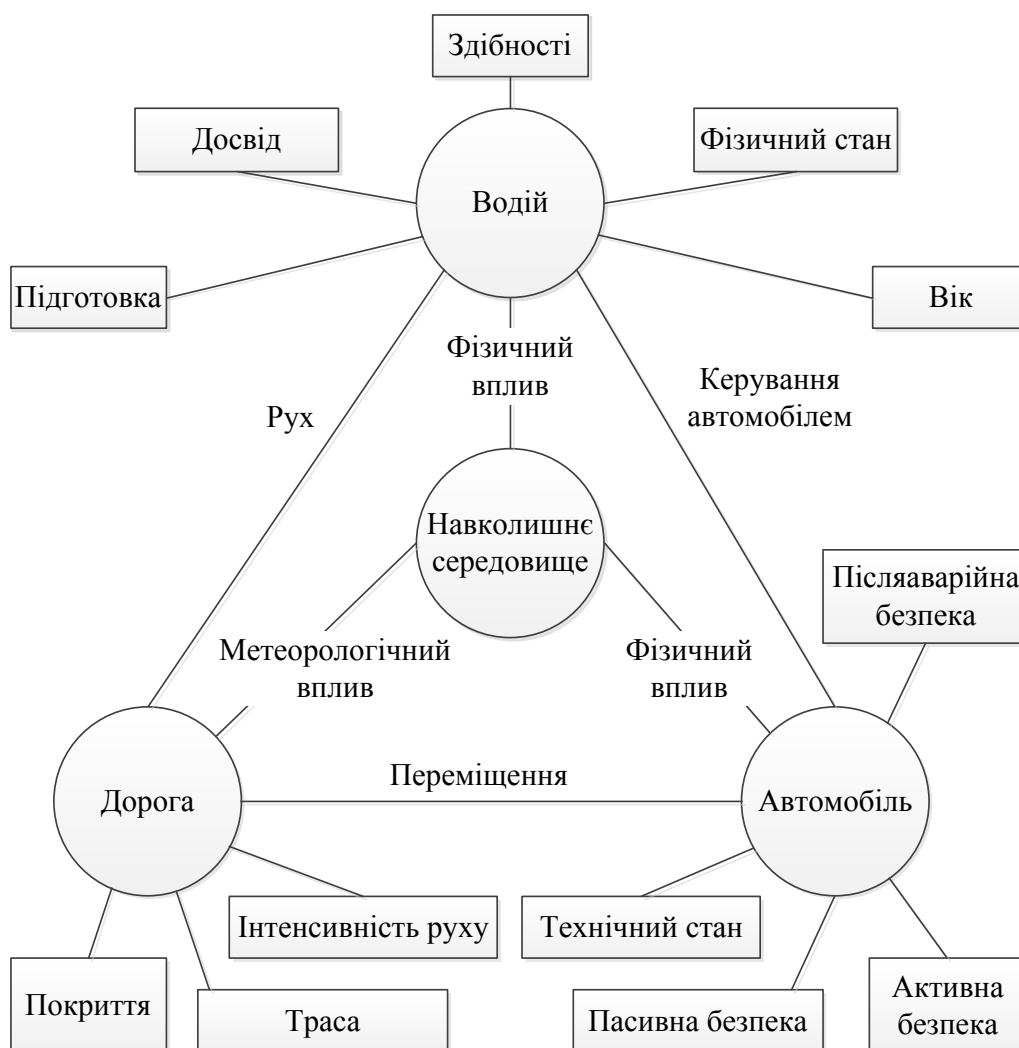 Здібності
Досвід
Фізичний стан
Водій
Підготовка
Вік
Фізичний
вплив
Керування
автомобілем
Рух
Навколишнє
середовище
Післяаварійна
безпека
Метеорологічний
вплив
Фізичний
вплив
Переміщення
Дорога
Автомобіль
Інтенсивність руху
Технічний стан
Покриття
Траса
Пасивна безпека
Активна
безпека